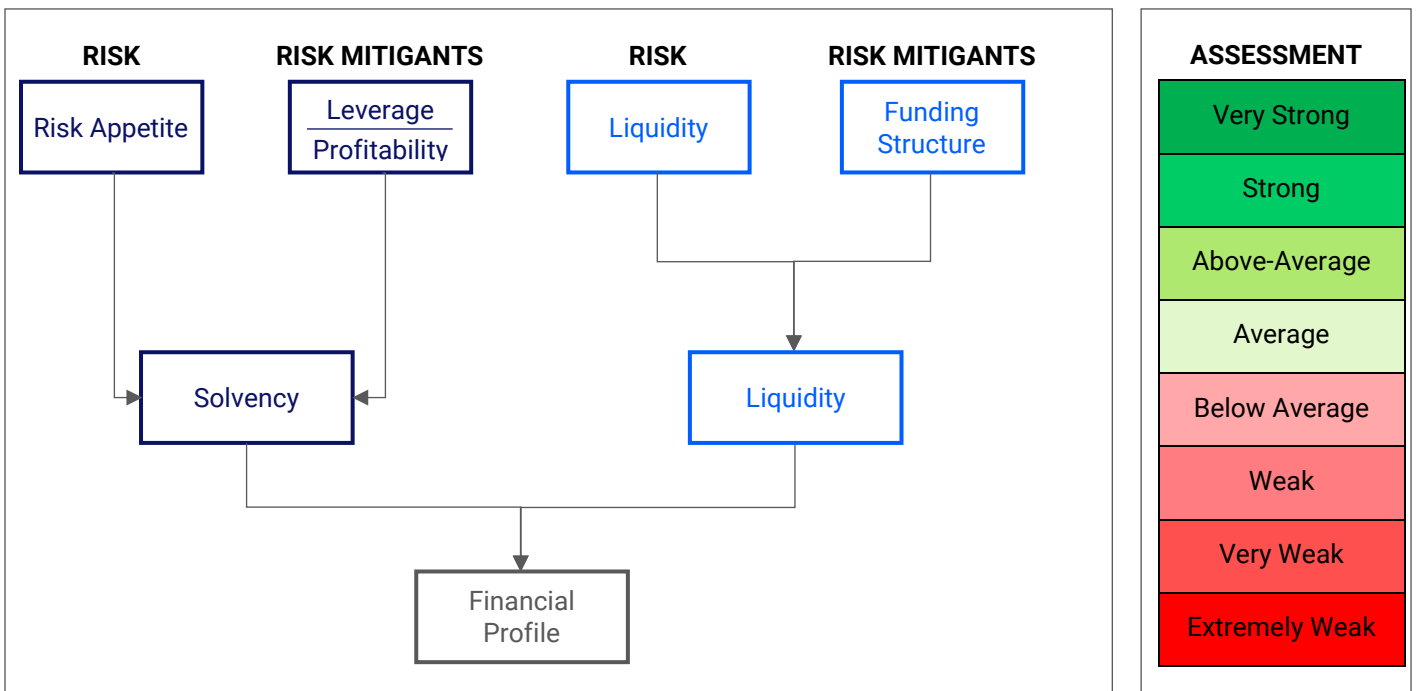 RISK
RISK MITIGANTS
RISK
RISK MITIGANTS
Risk Appetite
Leverage
Profitability
Liquidity
Funding
Structure
Solvency
Liquidity
Financial
Profile
ASSESSMENT
Very Strong
Strong
Above-Average
Average
Below Average
Weak
Very Weak
Extremely Weak